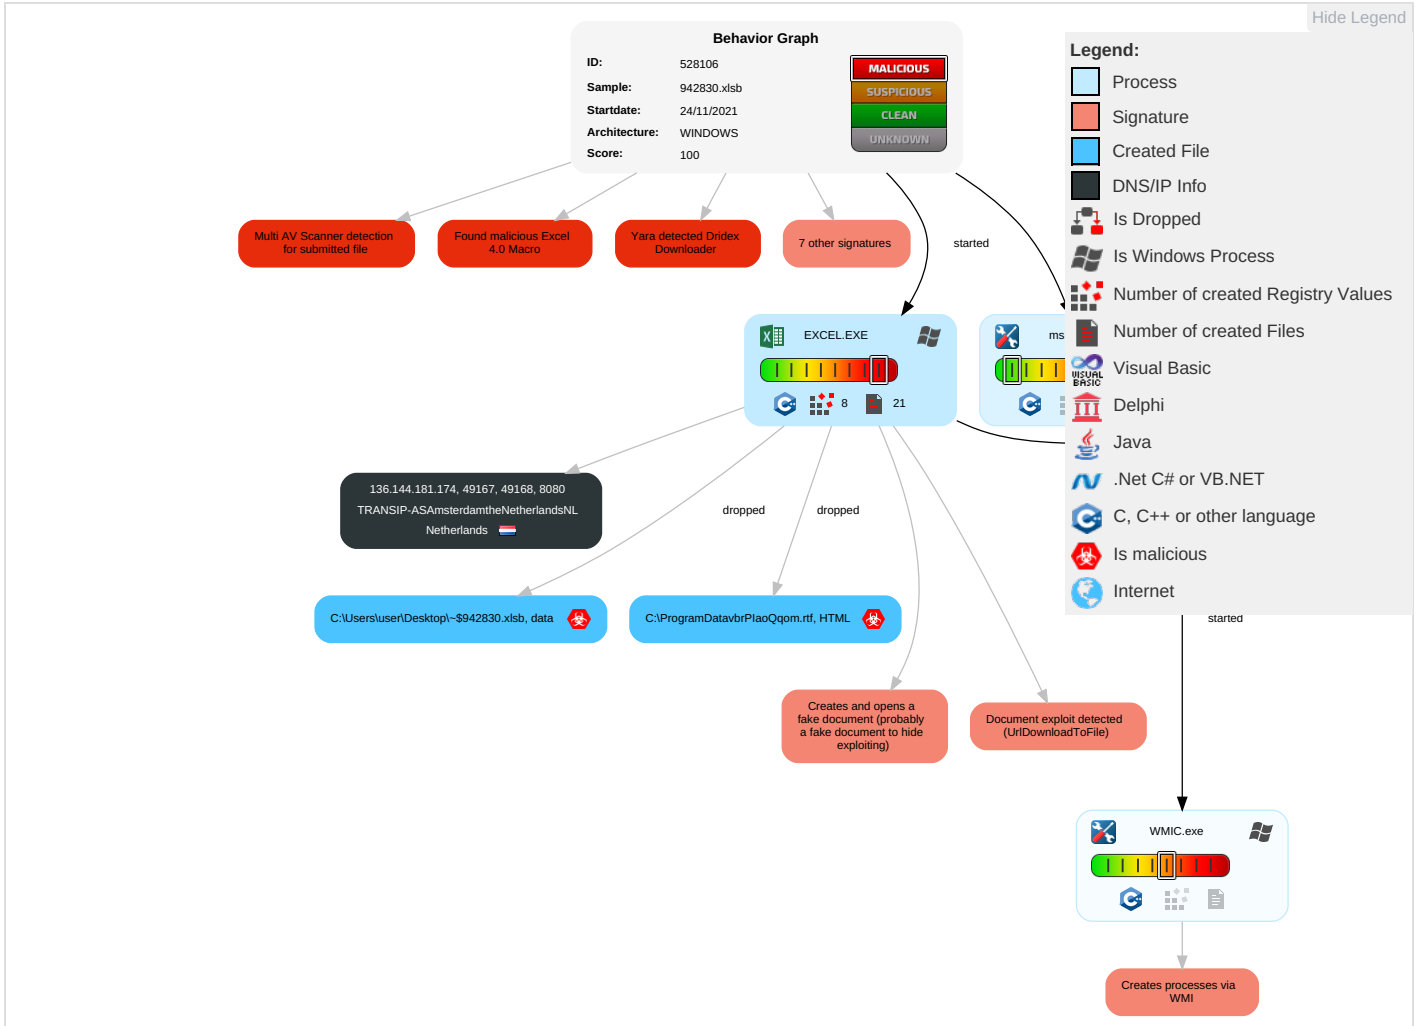 Hide Legend
Behavior Graph
ID: 528106
Sample: 942830.xlsb
Startdate: 24/11/2021
Architecture: WINDOWS
Score: 100
MALICIOUS
SUSPICIOUS
CLEAN
UNKNOWN
Legend:
Process
Signature
Created File
DNS/IP Info
Is Dropped
Is Windows Process
Number of created Registry Values
Number of created Files
VISUAL
BASIC
Visual Basic
Delphi
Java
.Net C# or VB.NET
C, C++ or other language
Is malicious
Internet
Multi AV Scanner detection
for submitted file
Found malicious Excel
4.0 Macro
Yara detected Dridex
Downloader
7 other signatures
started
EXCEL.EXE
8
21
ms
136.144.181.174, 49167, 49168, 8080
TRANSIP-ASAmsterdamtheNetherlandsNL
Netherlands
dropped
dropped
C:\Users\user\Desktop\~$942830.xlsb, data
C:\ProgramDatavbrPlaoQqom.rtf, HTML
started
Creates and opens a
fake document (probably
a fake document to hide
exploiting)
Document exploit detected
(UrlDownloadToFile)
WMIC.exe
Creates processes via
WMI